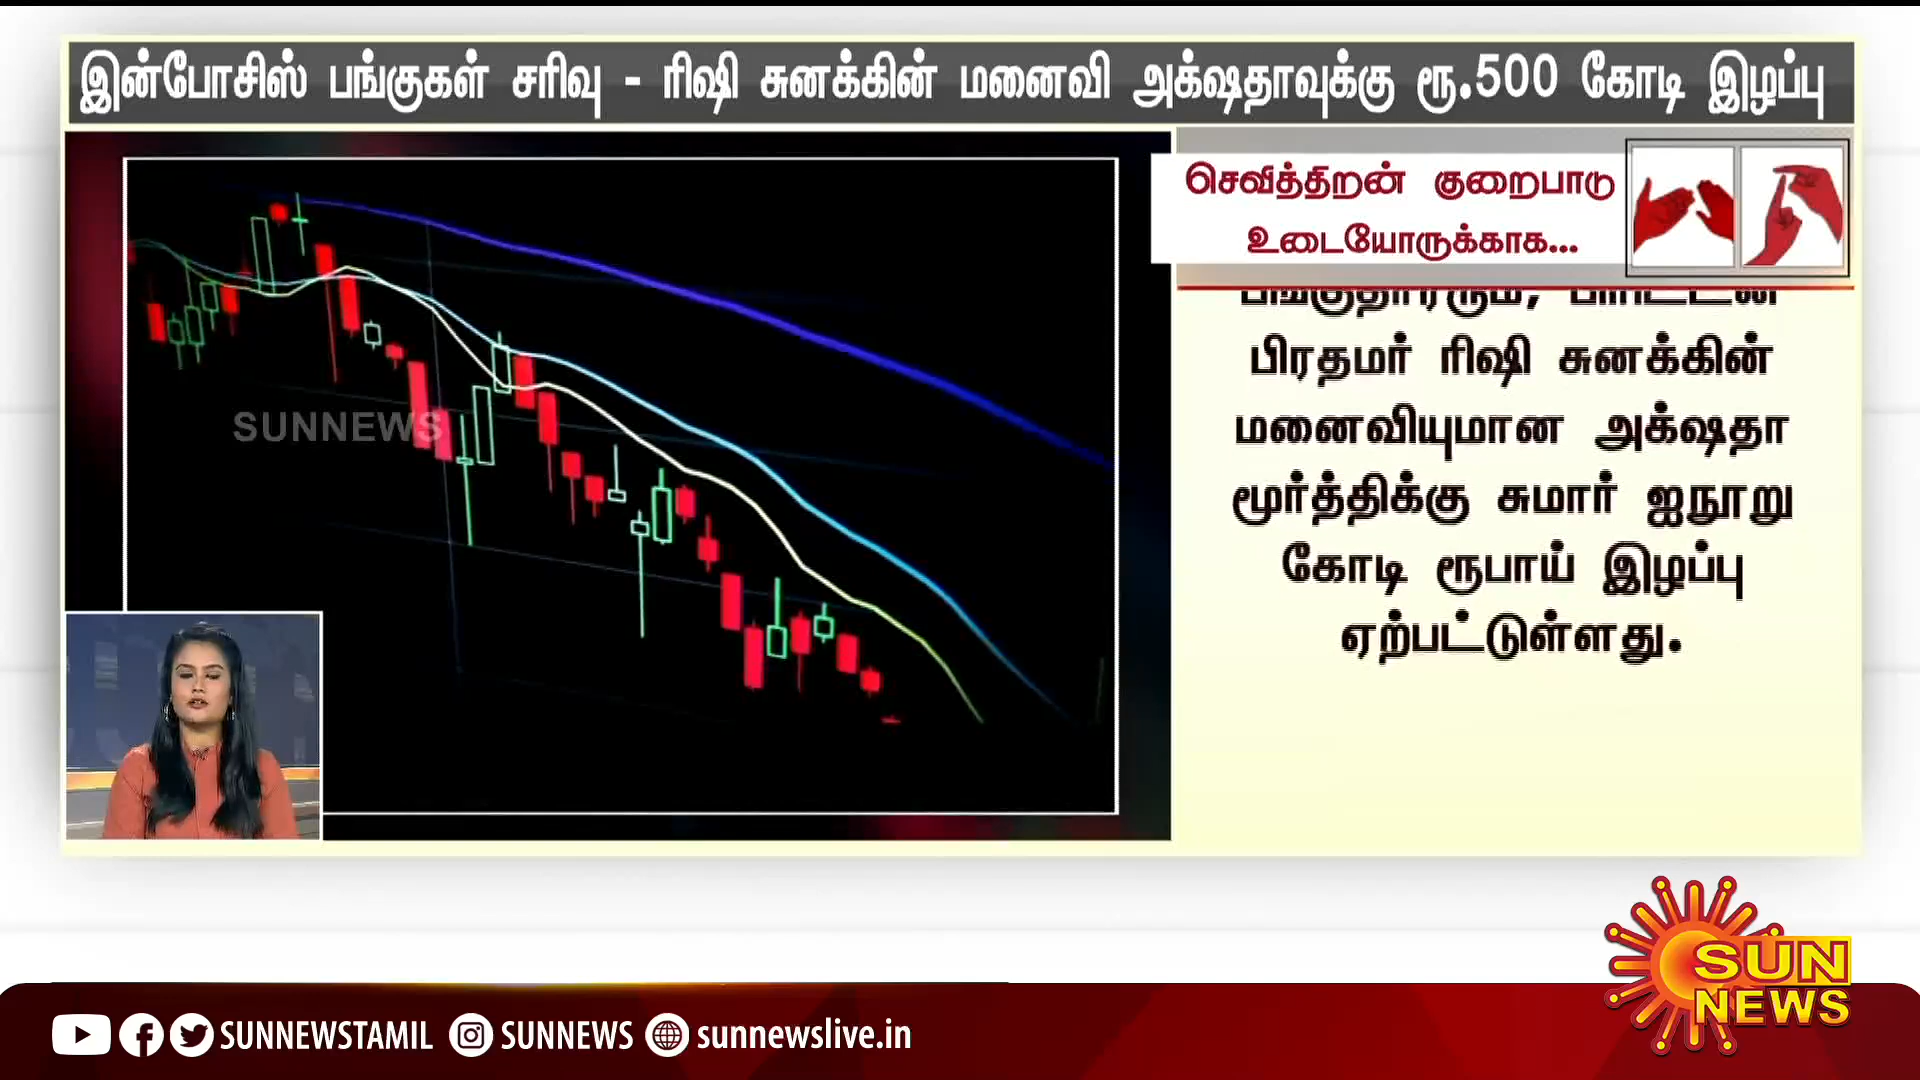 இன்போசிஸ் பங்குகள் சரிவு - ரிஷி சுனக்கின் மனைவி அக்ஷதாவுக்கு ரூ.500 கோடி இழப்பு
செவித்திறன் குறைபாடு
உடையோருக்காக...
பிரதமர் ரிஷி சுனக்கின்
மனைவியுமான அக்ஷதா
மூர்த்திக்கு சுமார் ஐநூறு
கோடி ரூபாய் இழப்பு
ஏற்பட்டுள்ளது.
SUNNEWS
SUN
NEWS
SUNNEWSTAMIL SUNNEWS sunnewslive.in